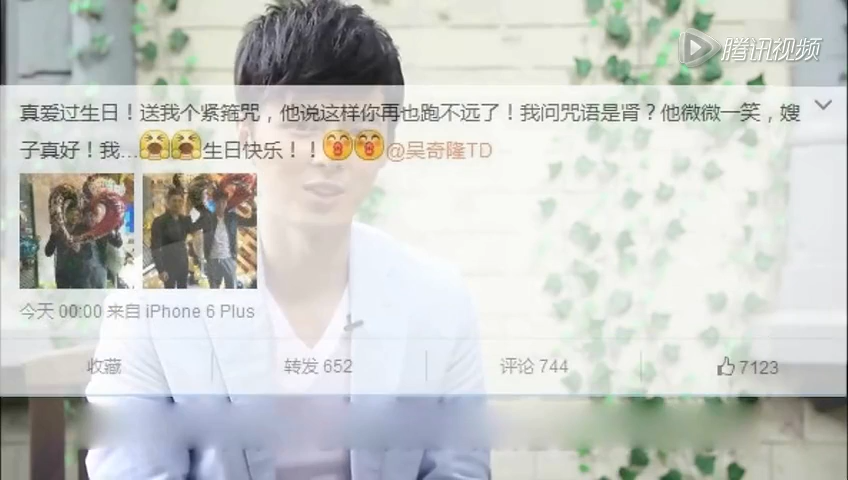 腾讯视频
真爱过生日！送我个紧箍咒，他说这样你再也跑不远了！我问咒语是肾？他微微一笑，嫂
子真好！我...生日快乐！！@吴奇隆TD
今天 00:00 来自 iPhone 6 Plus
收藏 转发 652 评论 744 7123